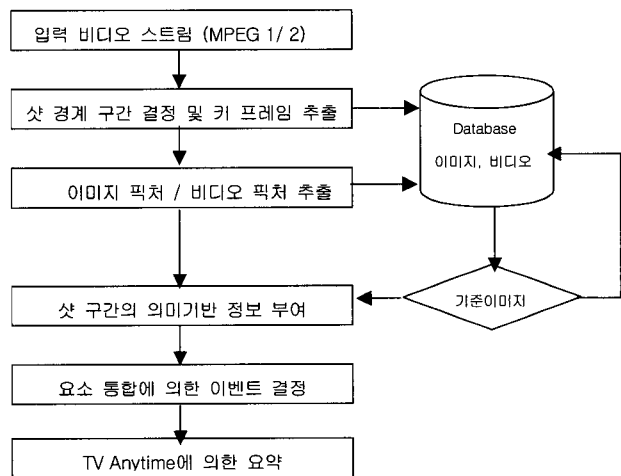 입력 비디오 스트림 (MPEG 1/ 2)
샷 경계 구간 결정 및 키 프레임 추출
Database
이미지, 비디오
이미지 픽처 / 비디오 픽처 추출
기준이미지
샷 구간의 의미기반 정보 부여
요소 통합에 의한 이벤트 결정
TV Anytime에 의한 요약